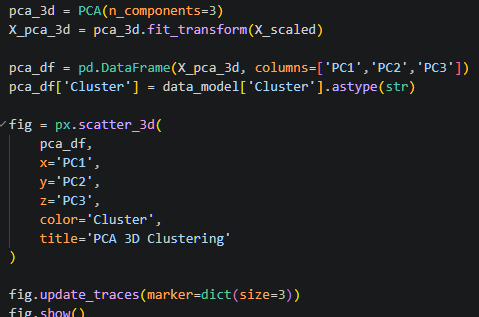 pca_3d = PCA(n_components=3)
X_pca_3d = pca_3d.fit_transform(X_scaled)
pca_df = pd.DataFrame(X_pca_3d, columns=['PC1','PC2','PC3'])
pca_df['Cluster'] = data_model['Cluster'].astype(str)
fig = px.scatter_3d(
    pca_df,
    x='PC1',
    y='PC2',
    z='PC3',
    color='Cluster',
    title='PCA 3D Clustering'
)
fig.update_traces(marker=dict(size=3))
fig.show()